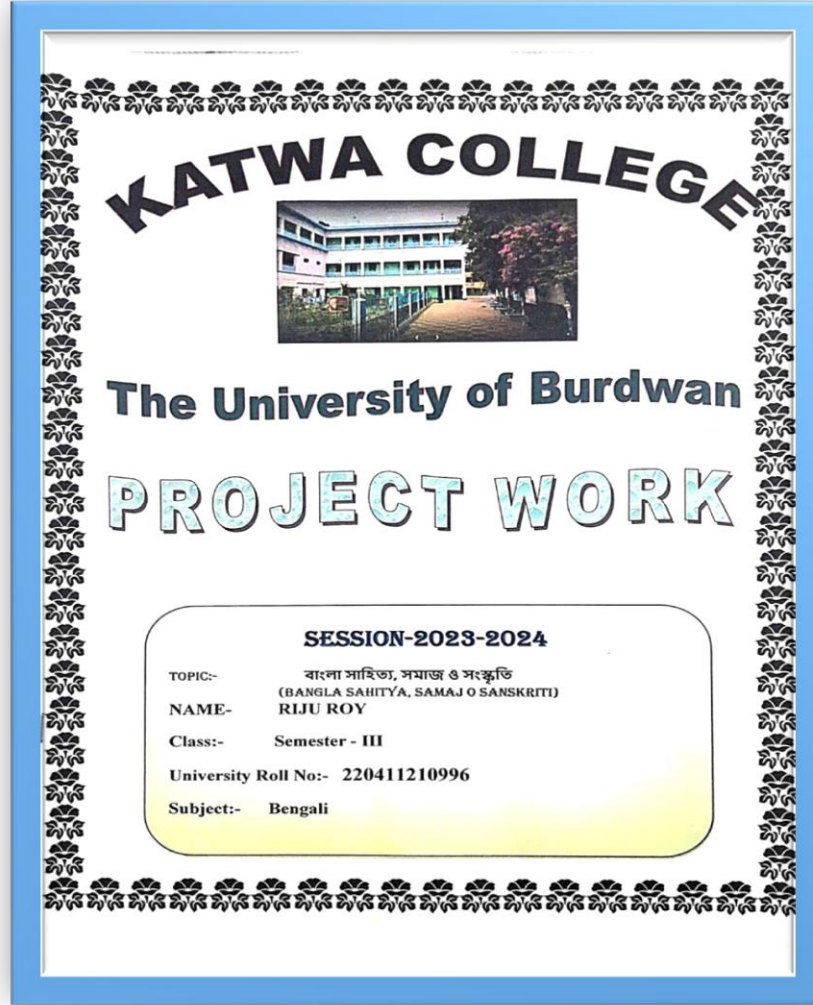 KATWA COLLEGE
The University of Burdwan
PROJECT WORK
SESSION-2023-2024
TOPIC:- বাংলা সাহিত্য, সমাজ ও সংস্কৃতি
(BANGLA SAHITYA, SAMAJ O SANSKRITI)
NAME- RIJU ROY
Class:- Semester - III
University Roll No:- 220411210996
Subject:- Bengali